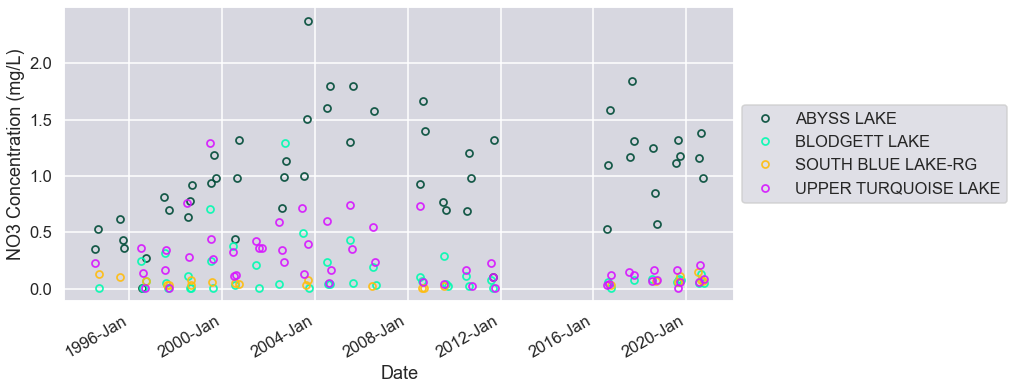 NO3 Concentration (mg/L)
2.0
1.5
1.0
0.5
0.0
1996-Jan
2000-Jan
2004-Jan
2008-Jan
2012-Jan
2016-Jan
2020-Jan
Date
ABYSS LAKE
BLODGETT LAKE
SOUTH BLUE LAKE-RG
UPPER TURQUOISE LAKE